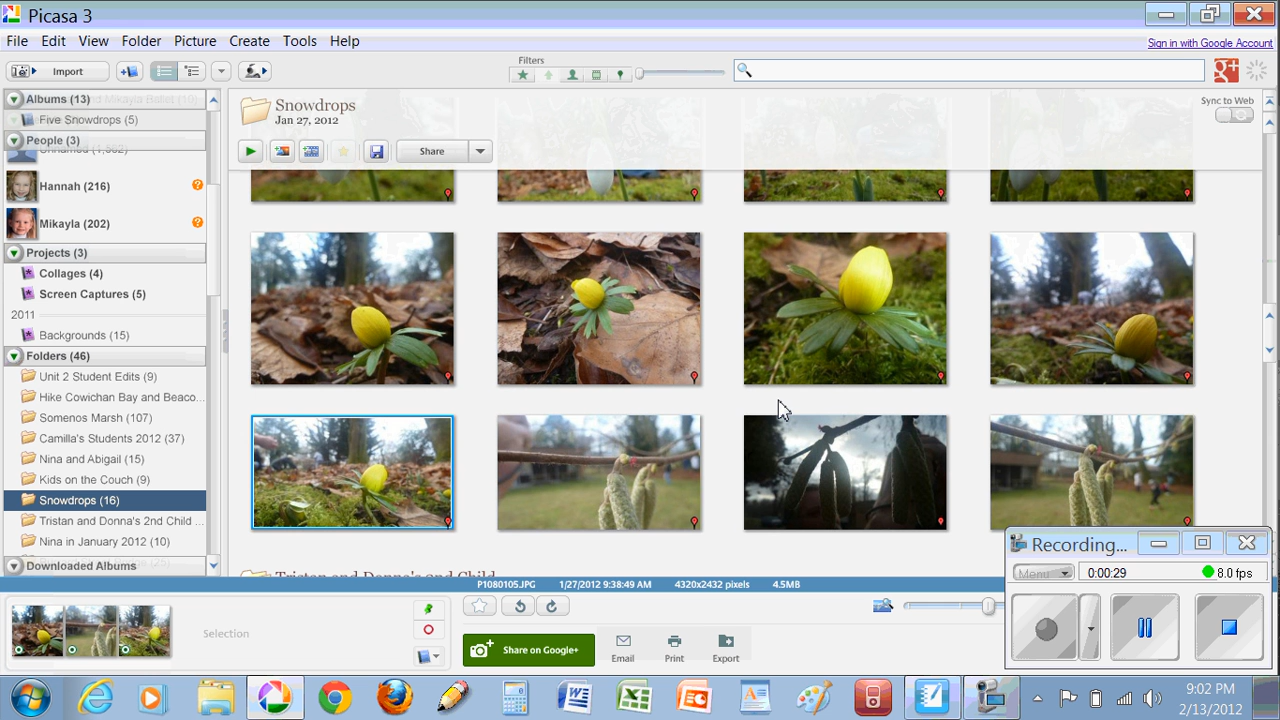 Picasa 3
File Edit View Folder Picture Create Tools Help
Sign in with Google Account
Import
Filters
Albums (13)
Five Snowdrops (5)
People (3)
Unnamed
Hannah (216)
Mikayla (202)
Projects (3)
Collages (4)
Screen Captures (5)
2011
Backgrounds (15)
Folders (46)
Unit 2 Student Edits (9)
Hike Cowichan Bay and Beaco...
Somenos Marsh (107)
Camilla's Students 2012 (37)
Nina and Abigail (15)
Kids on the Couch (9)
Snowdrops (16)
Tristan and Donna's 2nd Child ...
Nina in January 2012 (10)
Downloaded Albums
Snowdrops
Jan 27, 2012
Share
Sync to Web
Tristan and Donna's 2nd Child
P1080105.JPG 1/27/2012 9:38:49 AM 4320x2432 pixels 4.5MB
Selection
Share on Google+
Email Print Export
Recording...
Menu 0:00:29 8.0 fps
9:02 PM
2/13/2012